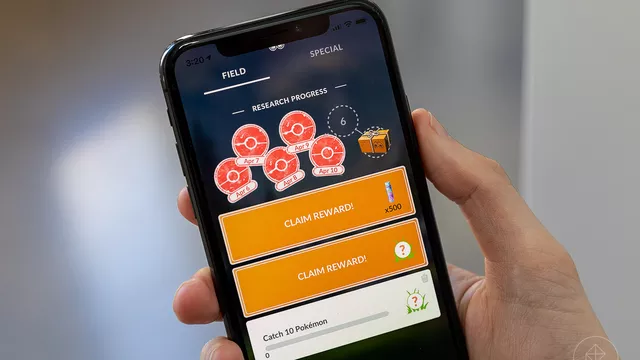 3:20
FIELD
SPECIAL
RESEARCH PROGRESS
6
Apr 7
Apr 9
Apr 6
Apr 8
Apr 10
CLAIM REWARD!
x500
CLAIM REWARD!
?
Catch 10 Pokémon
?
0